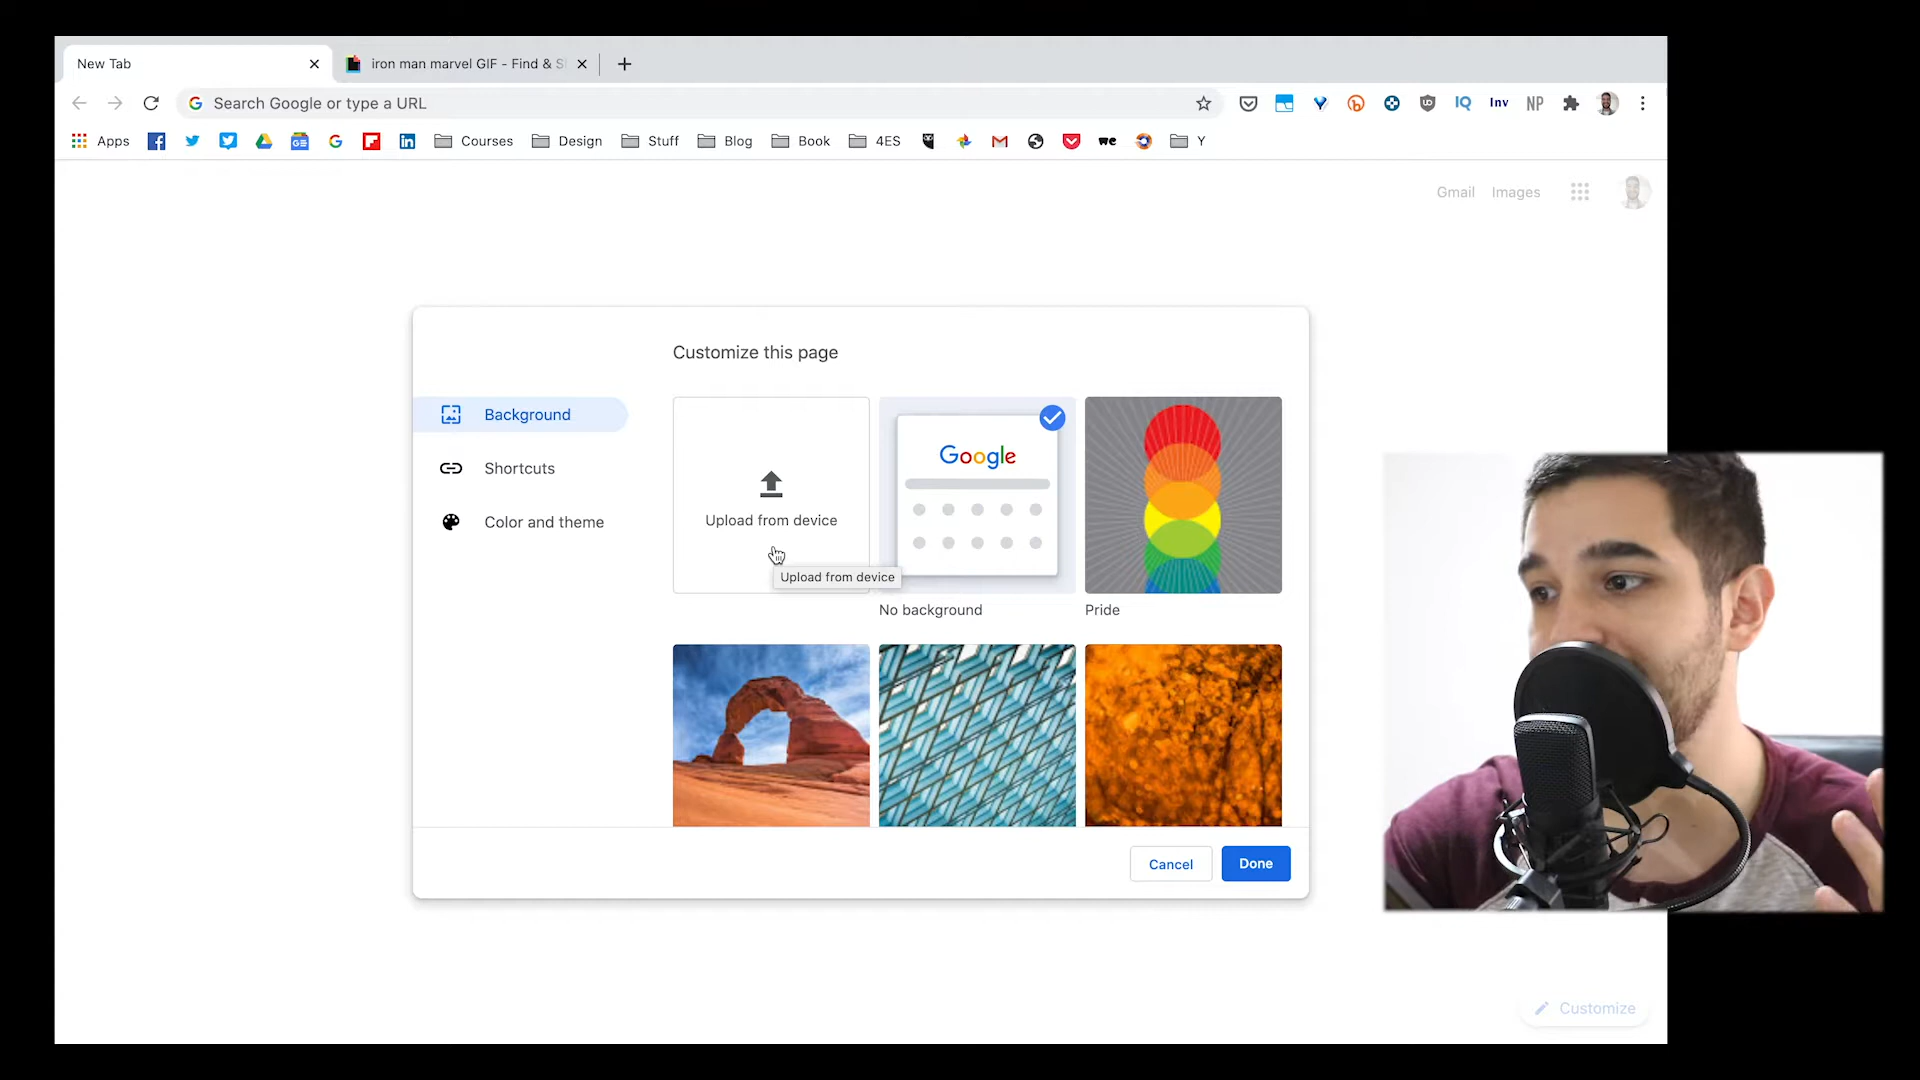 New Tab
iron man marvel GIF - Find & S
Search Google or type a URL
IQ
Inv
NP
Apps
Courses
Design
Stuff
Blog
Book
4ES
we
Y
Gmail
Images
Customize this page
Background
Shortcuts
Color and theme
Upload from device
Upload from device
Google
No background
Pride
Cancel
Done
Customize